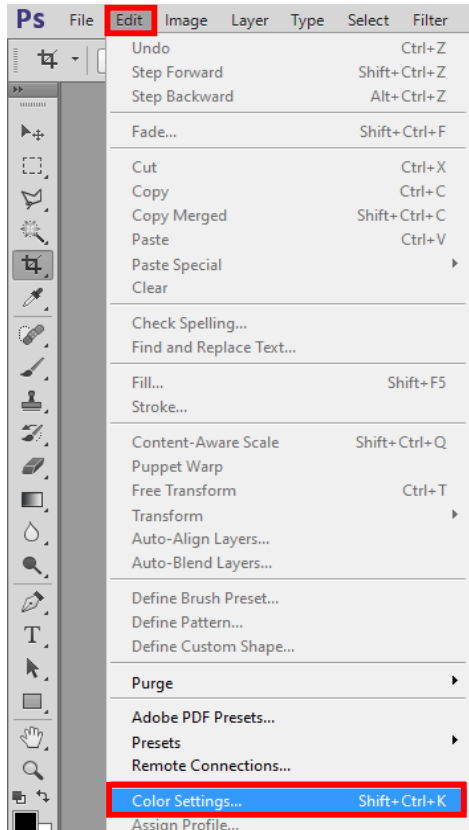 Ps File Edit Image Layer Type Select Filter
Undo Ctrl+Z
Step Forward Shift+Ctrl+Z
Step Backward Alt+Ctrl+Z
Fade... Shift+Ctrl+F
Cut Ctrl+X
Copy Ctrl+C
Copy Merged Shift+Ctrl+C
Paste Ctrl+V
Paste Special
Clear
Check Spelling...
Find and Replace Text...
Fill... Shift+F5
Stroke...
Content-Aware Scale Shift+Ctrl+Q
Puppet Warp
Free Transform Ctrl+T
Transform
Auto-Align Layers...
Auto-Blend Layers...
Define Brush Preset...
Define Pattern...
Define Custom Shape...
T
Purge
Adobe PDF Presets...
Presets
Remote Connections...
Color Settings... Shift+Ctrl+K
Assign Profile...